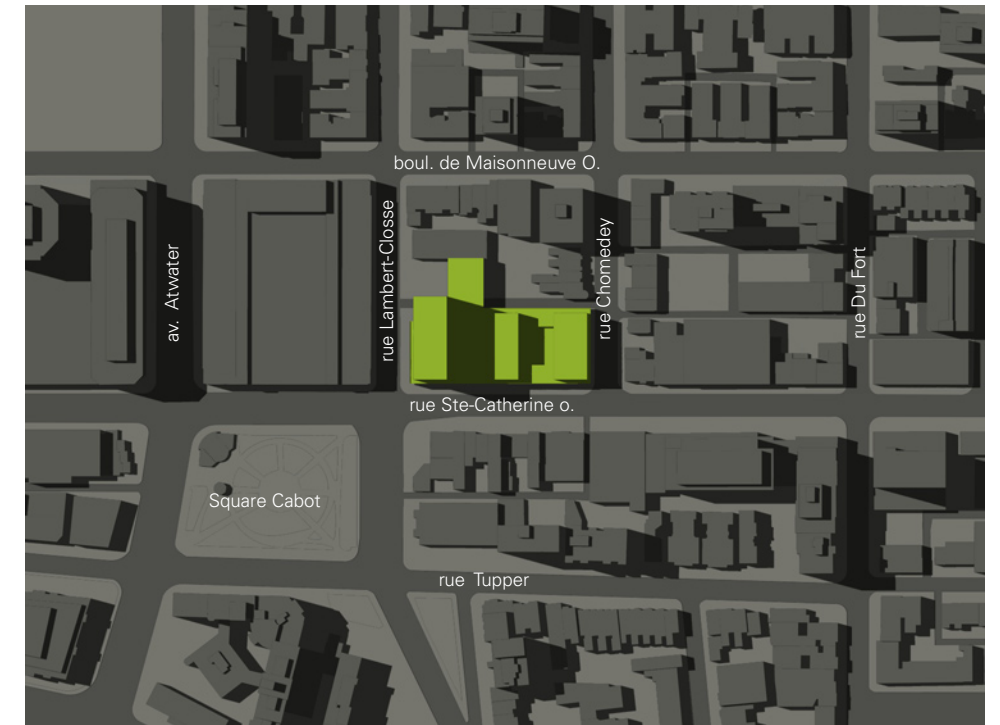 boul. de Maisonneuve O.
av. Atwater
rue Lambert-Closse
rue Chomedey
rue Du Fort
rue Ste-Catherine o.
Square Cabot
rue Tupper